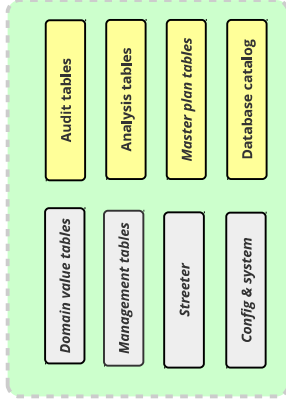 Audit tables
Analysis tables
Master plan tables
Database catalog
Domain value tables
Management tables
Streeter
Config & system